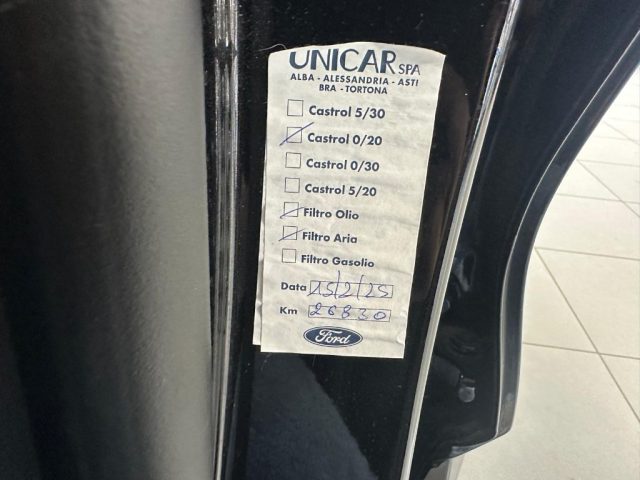 UNICAR SPA
ALBA - ALESSANDRIA - ASTI
BRA - TORTONA
Castrol 5/30
Castrol 0/20
Castrol 0/30
Castrol 5/20
Filtro Olio
Filtro Aria
Filtro Gasolio
Data 15/2/25
Km 26830
Ford